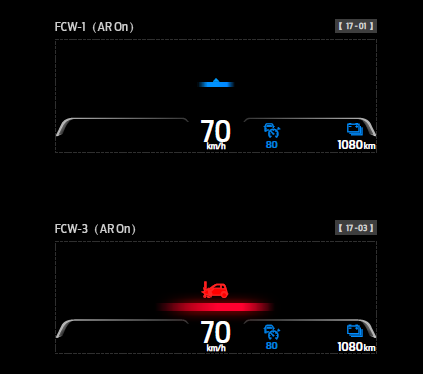 FCW-1 (AR On)
[ 17-01 ]
70
km/h
80
1080km
FCW-3 (AR On)
[ 17-03 ]
70
km/h
80
1080km